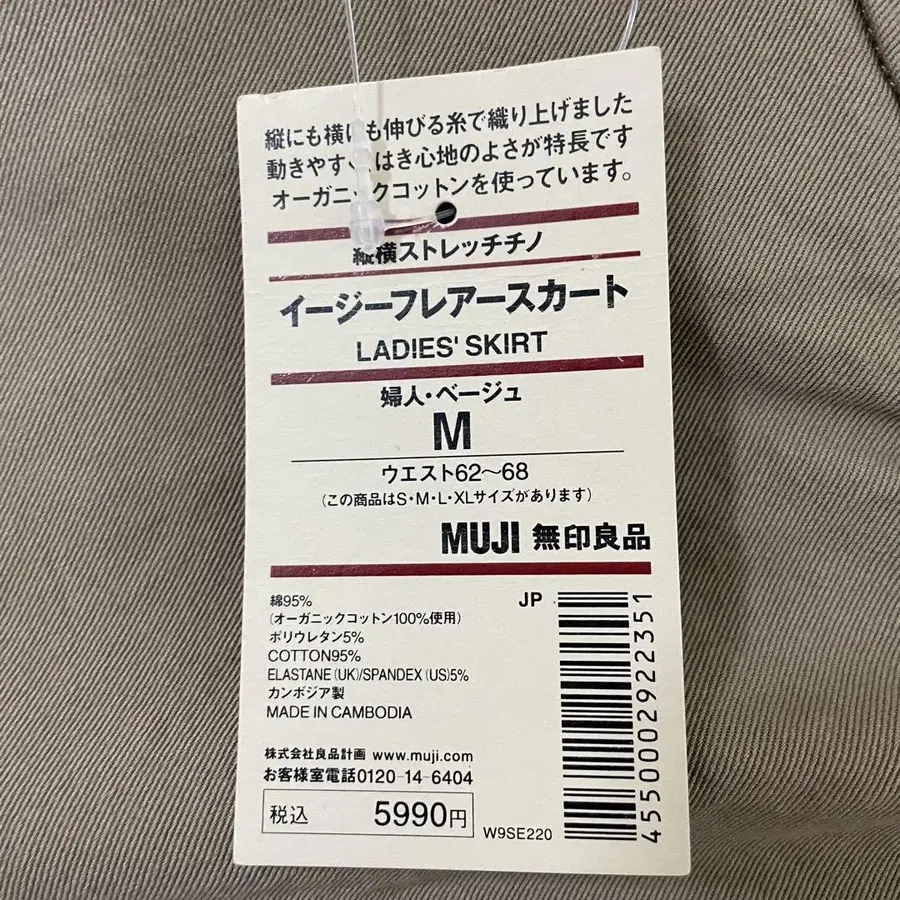 縦にも横にも伸びる糸で織り上げました
動きやすく、はき心地のよさが特長です
オーガニックコットンを使っています。
縦横ストレッチチノ
イージーフレアースカート
LADIES' SKIRT
婦人・ベージュ
M
ウエスト62〜68
(この商品はS・M・L・XLサイズがあります)
MUJI 無印良品
綿95%
(オーガニックコットン100%使用)
ポリウレタン5%
COTTON95%
ELASTANE (UK)/SPANDEX (US)5%
カンボジア製
MADE IN CAMBODIA
JP
4550002922351
株式会社良品計画 www.muji.com
お客様室電話0120-14-6404
税込 5990円
W9SE220